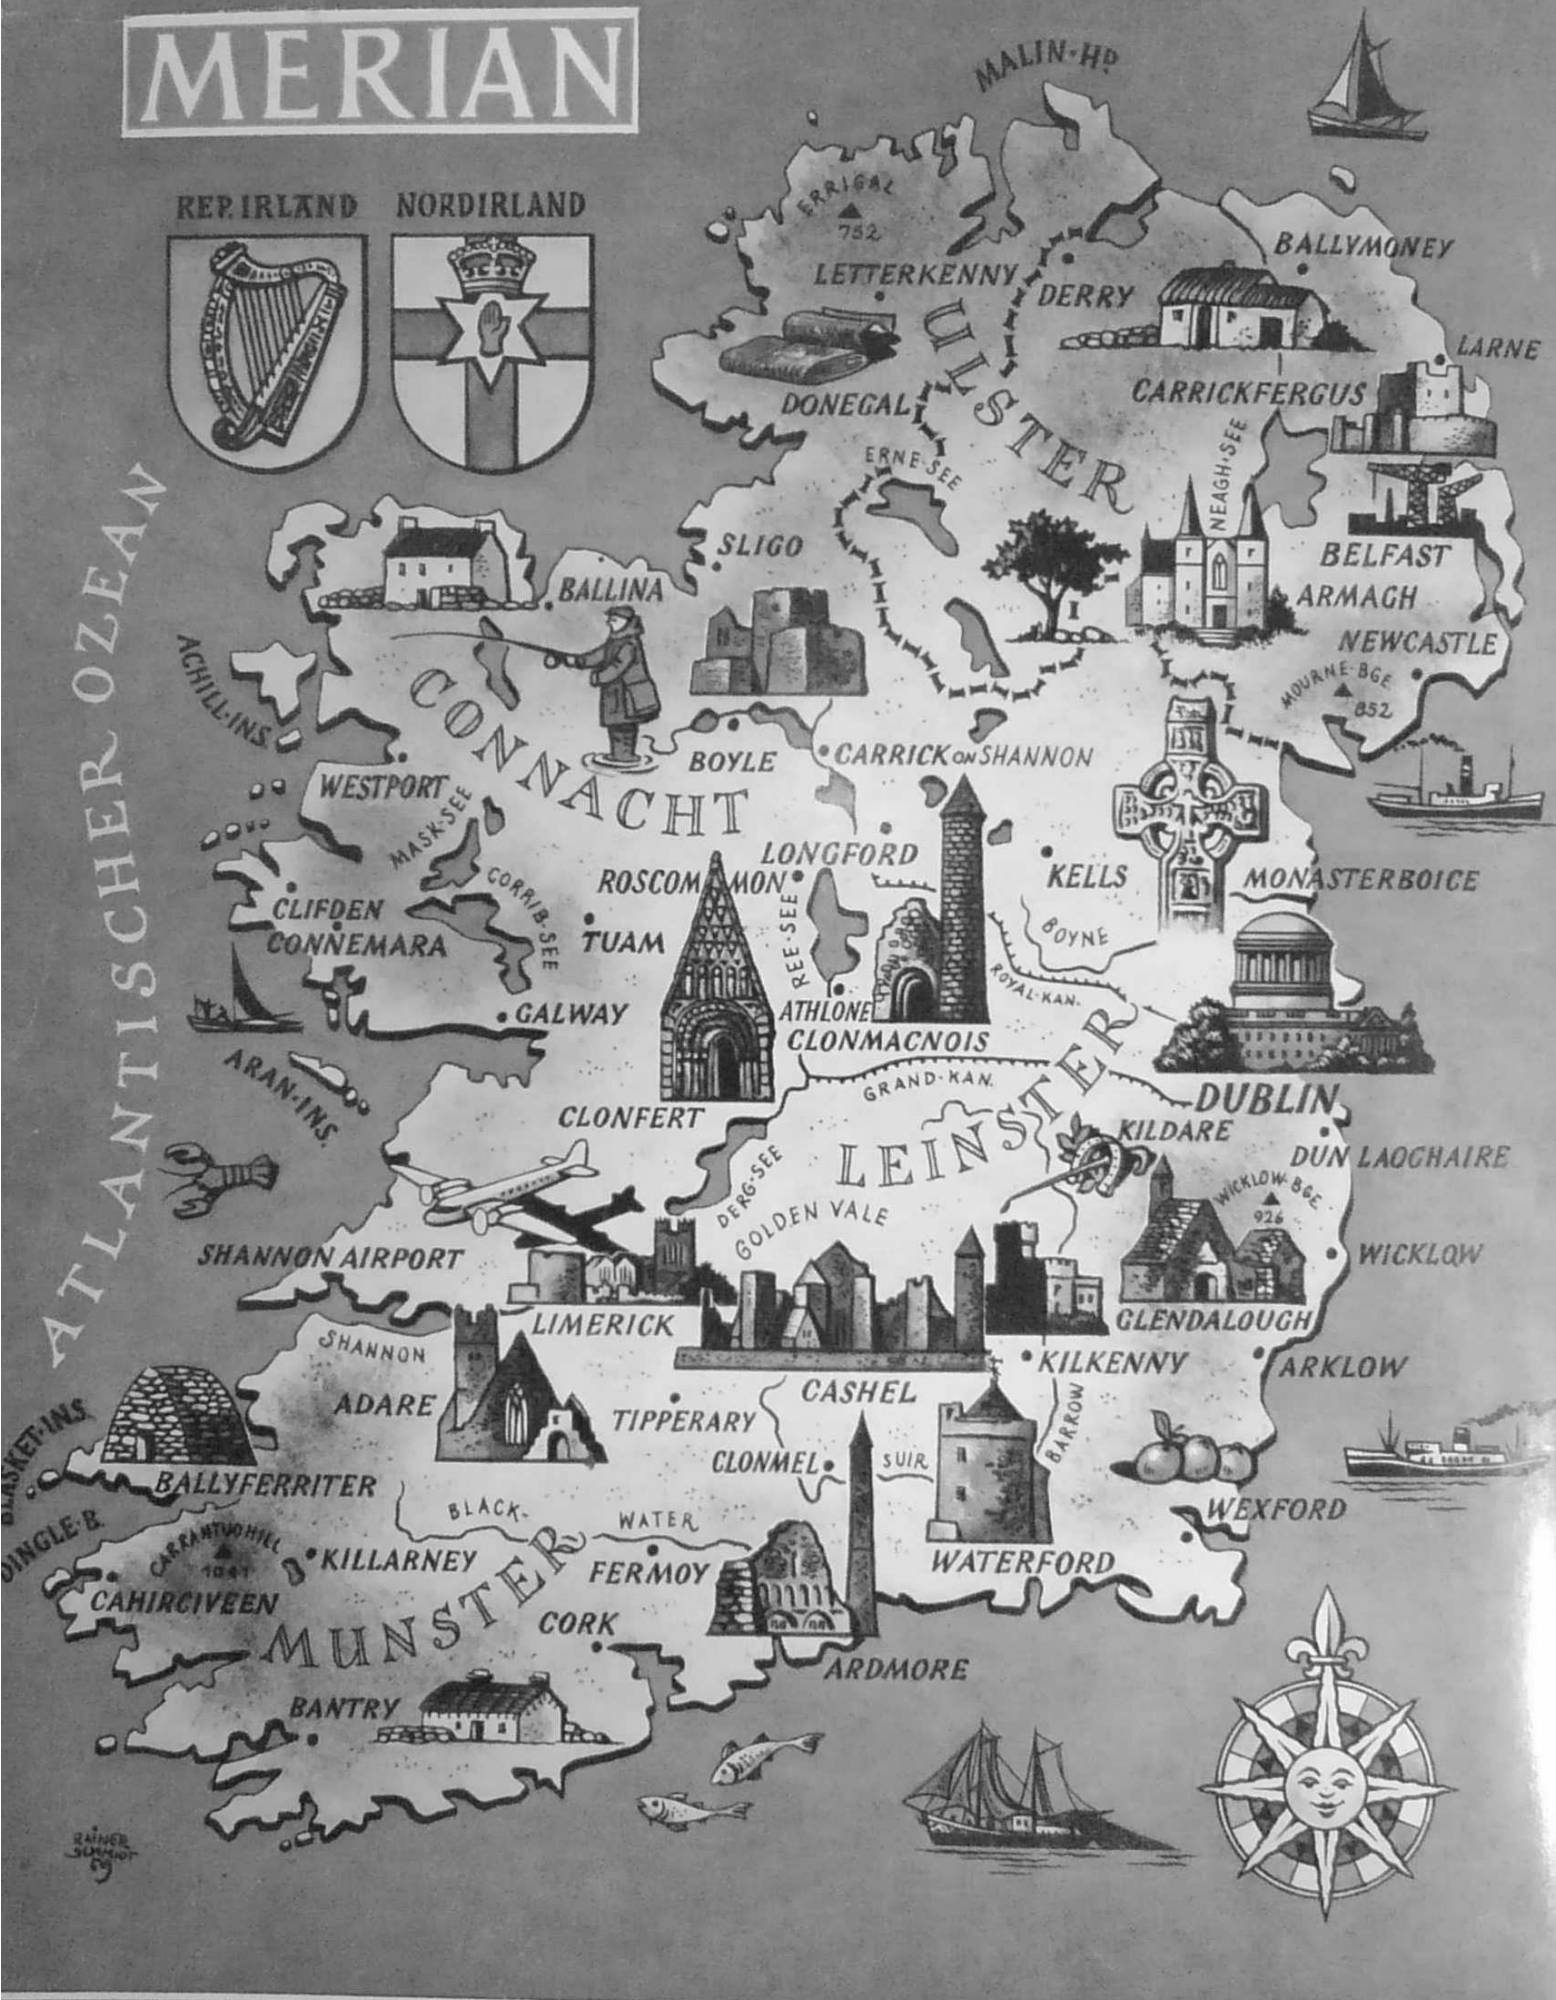 MERIAN
REP. IRLAND
NORDIRLAND
MALIN-HD
ERRIGAL
752
LETTERKENNY
DERRY
BALLYMONEY
LARNE
ULSTER
DONEGAL
CARRICKFERGUS
NEAGH-SEE
ERNE-SEE
BELFAST
ARMAGH
NEWCASTLE
MOURNE-BGE
852
SLIGO
BALLINA
ATLANTISCHER OZEAN
ACHILL-INS.
CONNACHT
BOYLE
CARRICK ON SHANNON
WESTPORT
MASK-SEE
CORRIB-SEE
LONGFORD
ROSCOMMON
KELLS
MONASTERBOICE
CLIFDEN
CONNEMARA
TUAM
REE-SEE
BOYNE
ROYAL-KAN.
GALWAY
ATHLONE
CLONMACNOIS
ARAN-INS.
GRAND-KAN.
DUBLIN
CLONFERT
LEINSTER
KILDARE
DUN LAOGHAIRE
DERG-SEE
GOLDEN VALE
WICKLOW-BGE
926
SHANNON AIRPORT
WICKLOW
LIMERICK
GLENDALOUGH
SHANNON
KILKENNY
ARKLOW
CASHEL
ADARE
TIPPERARY
BARROW
CLONMEL
SUIR
BALLYFERRITER
DINGLE-B.
BLACK-WATER
WEXFORD
CARRANTUOHILL
1041
KILLARNEY
FERMOY
WATERFORD
CAHIRCIVEEN
MUNSTER
CORK
ARDMORE
BANTRY
RAINER
SCHMIDT